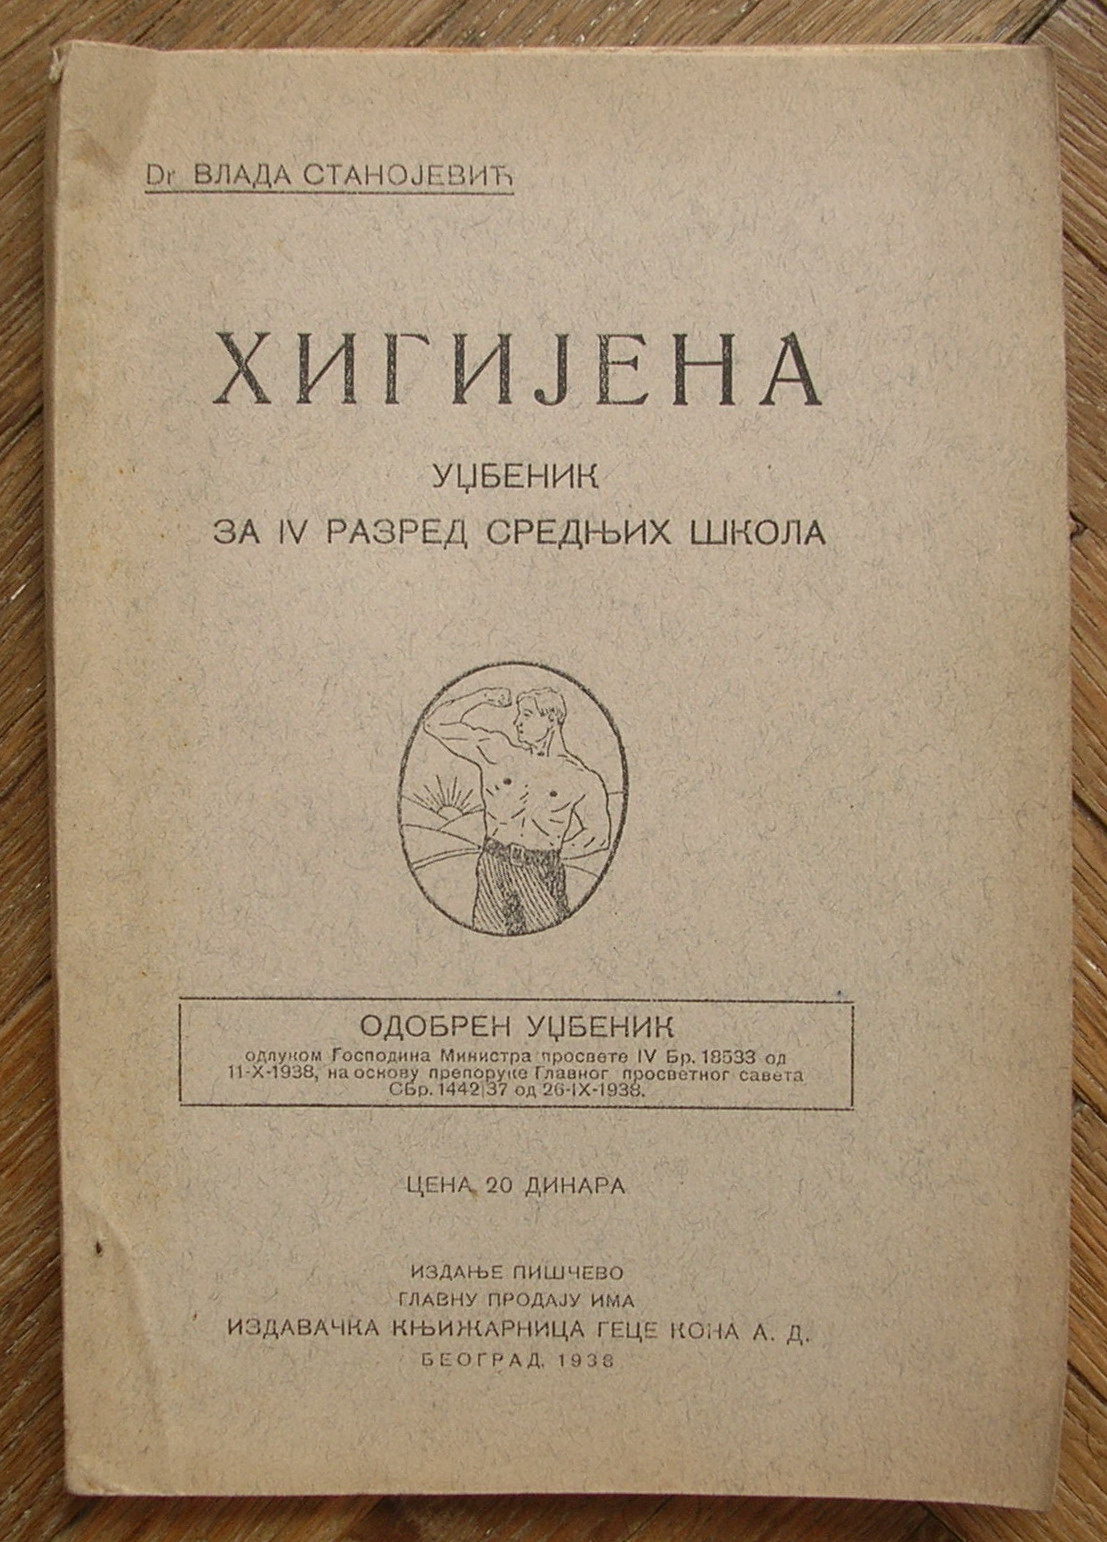 Dr ВЛАДА СТАНОЈЕВИЋ
ХИГИЈЕНА
УЏБЕНИК
ЗА IV РАЗРЕД СРЕДЊИХ ШКОЛА
ОДОБРЕН УЏБЕНИК
одлуком Господина Министра просвете IV Бр. 18533 од
11-X-1938, на основу препоруке Главног просветног савета
СБр. 1442|37 од 26-IX-1938.
ЦЕНА 20 ДИНАРА
ИЗДАЊЕ ПИШЧЕВО
ГЛАВНУ ПРОДАЈУ ИМА
ИЗДАВАЧКА КЊИЖАРНИЦА ГЕЦЕ КОНА А. Д.
БЕОГРАД, 1938